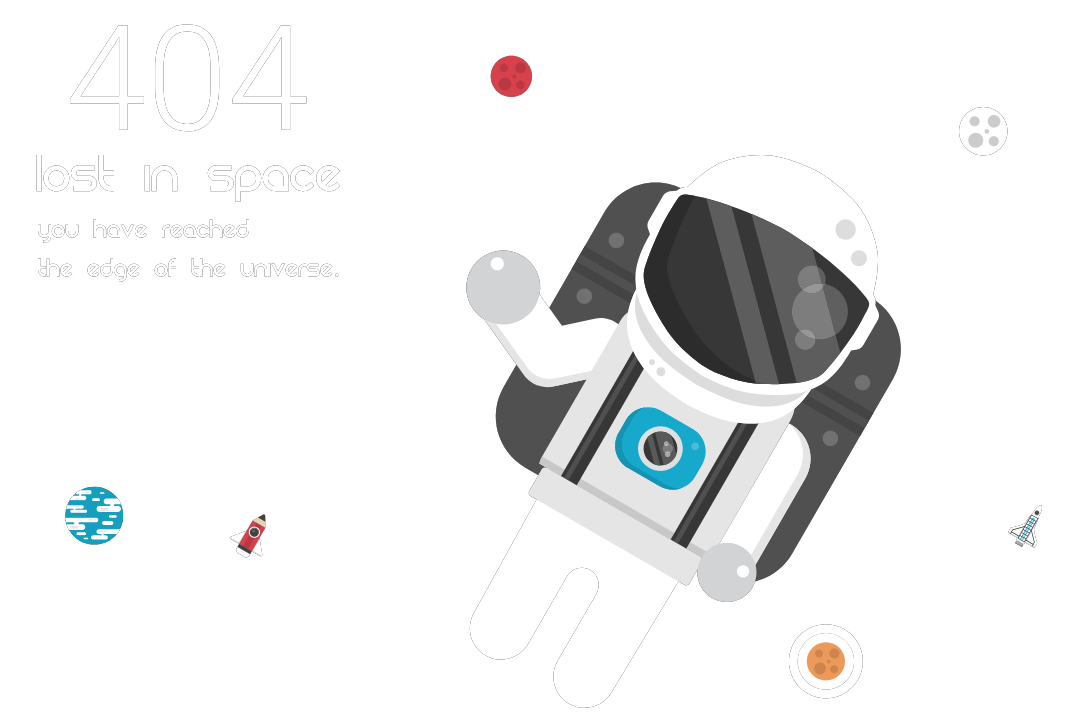 404
lost in space
you have reached
the edge of the universe.